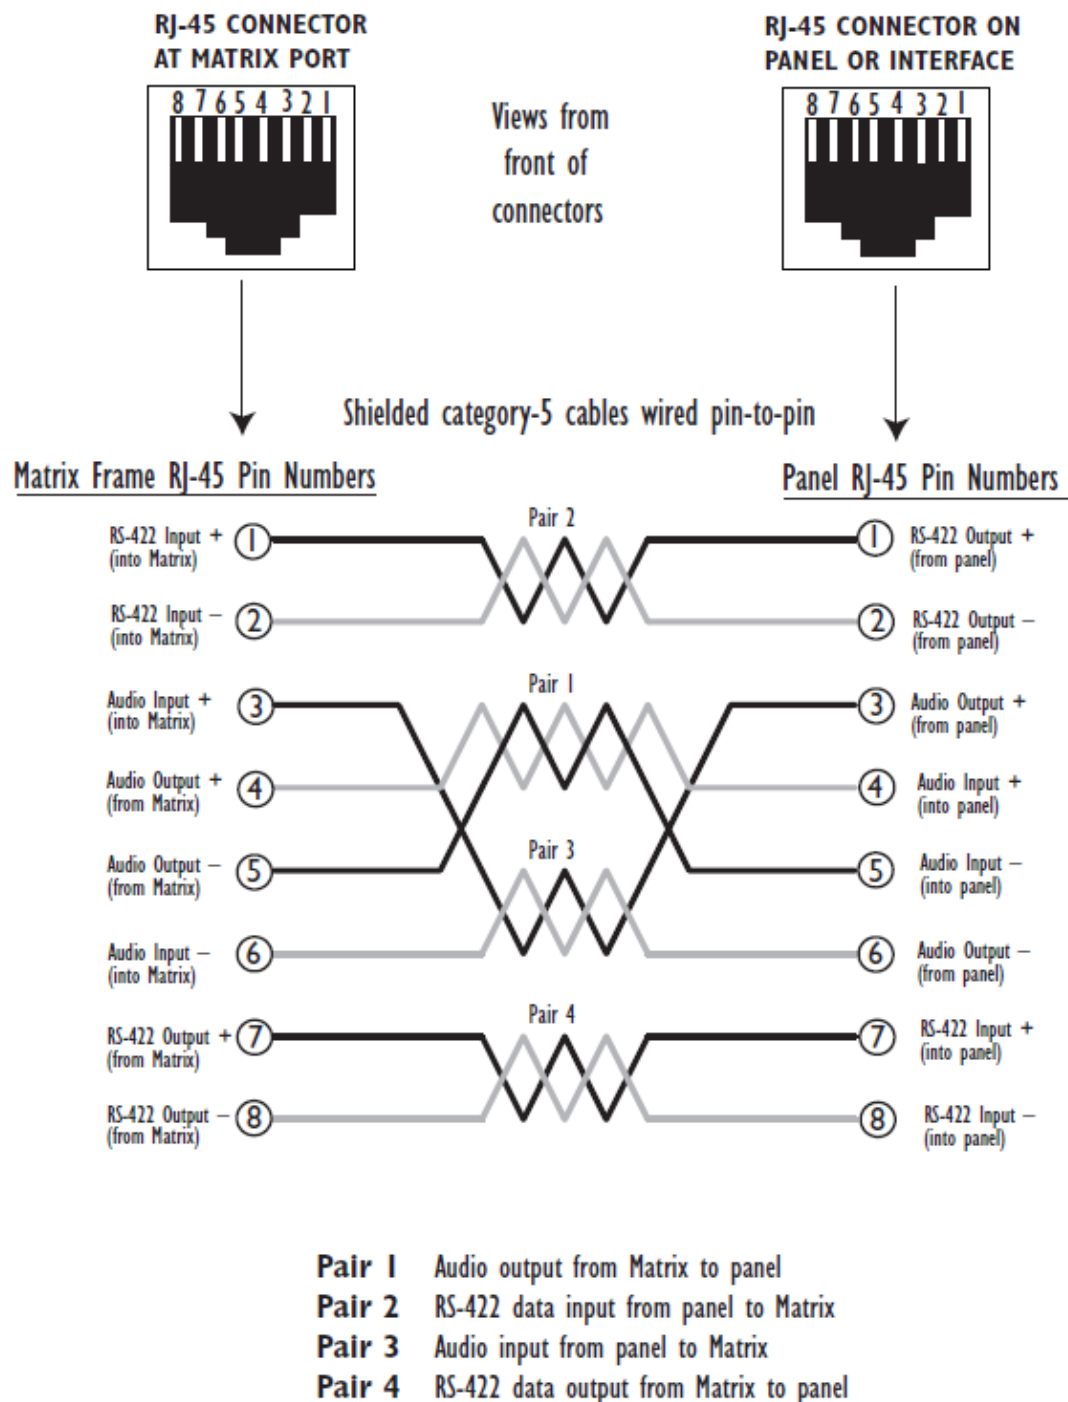 RJ-45 CONNECTOR
AT MATRIX PORT
8 7 6 5 4 3 2 1
Views from
front of
connectors
RJ-45 CONNECTOR ON
PANEL OR INTERFACE
8 7 6 5 4 3 2 1
Shielded category-5 cables wired pin-to-pin
Matrix Frame RJ-45 Pin Numbers
Panel RJ-45 Pin Numbers
RS-422 Input +
(into Matrix)
1
Pair 2
1
RS-422 Output +
(from panel)
RS-422 Input –
(into Matrix)
2
2
RS-422 Output –
(from panel)
Audio Input +
(into Matrix)
3
Pair 1
3
Audio Output +
(from panel)
Audio Output +
(from Matrix)
4
4
Audio Input +
(into panel)
Audio Output –
(from Matrix)
5
Pair 3
5
Audio Input –
(into panel)
Audio Input –
(into Matrix)
6
6
Audio Output –
(from panel)
RS-422 Output +
(from Matrix)
7
Pair 4
7
RS-422 Input +
(into panel)
RS-422 Output –
(from Matrix)
8
8
RS-422 Input –
(into panel)
Pair 1 Audio output from Matrix to panel
Pair 2 RS-422 data input from panel to Matrix
Pair 3 Audio input from panel to Matrix
Pair 4 RS-422 data output from Matrix to panel